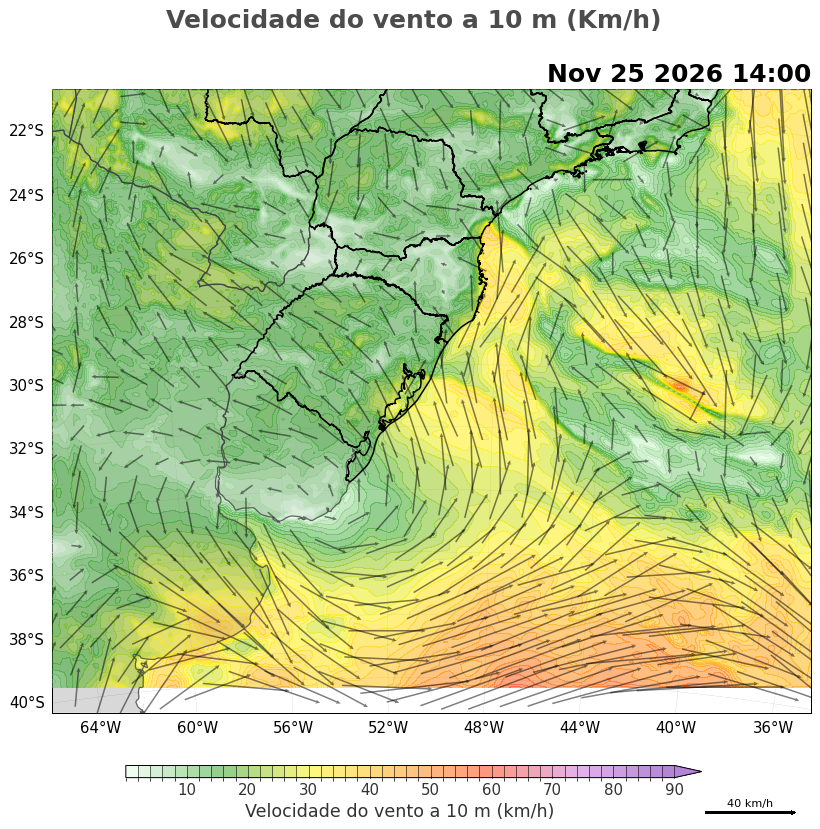 Velocidade do vento a 10 m (Km/h)
Nov 25 2026 14:00
22°S
24°S
26°S
28°S
30°S
32°S
34°S
36°S
38°S
40°S
64°W 60°W 56°W 52°W 48°W 44°W 40°W 36°W
10 20 30 40 50 60 70 80 90
Velocidade do vento a 10 m (km/h)
40 km/h